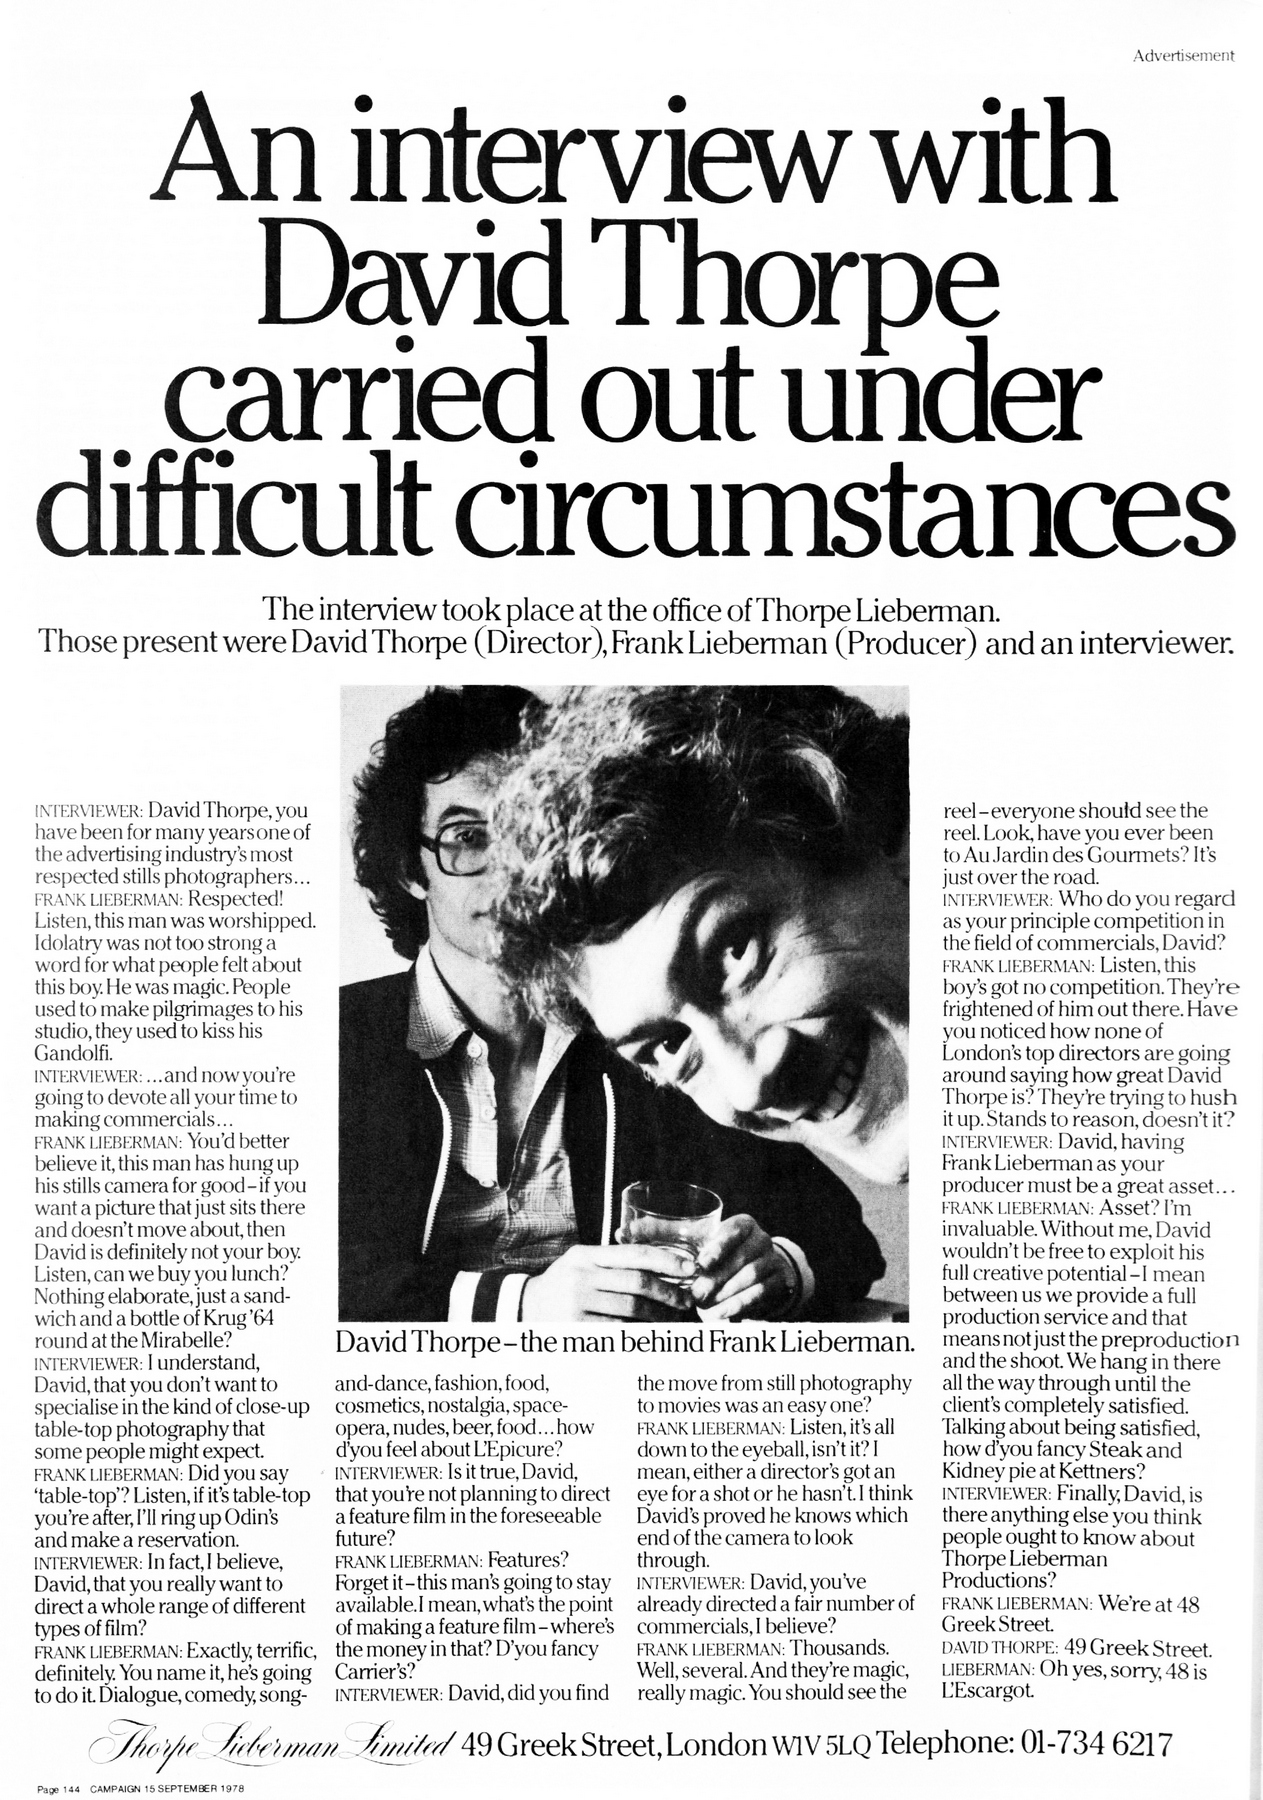 Advertisement
An interview with
David Thorpe
carried out under
difficult circumstances
The interview took place at the office of Thorpe Lieberman.
Those present were David Thorpe (Director), Frank Lieberman (Producer) and an interviewer.
INTERVIEWER: David Thorpe, you
have been for many years one of
the advertising industry's most
respected stills photographers...
FRANK LIEBERMAN: Respected!
Listen, this man was worshipped.
Idolatry was not too strong a
word for what people felt about
this boy. He was magic. People
used to make pilgrimages to his
studio, they used to kiss his
Gandolfi.
INTERVIEWER: ...and now you're
going to devote all your time to
making commercials...
FRANK LIEBERMAN: You'd better
believe it, this man has hung up
his stills camera for good–if you
want a picture that just sits there
and doesn't move about, then
David is definitely not your boy.
Listen, can we buy you lunch?
Nothing elaborate, just a sand-
wich and a bottle of Krug '64
round at the Mirabelle?
INTERVIEWER: I understand,
David, that you don't want to
specialise in the kind of close-up
table-top photography that
some people might expect.
FRANK LIEBERMAN: Did you say
'table-top'? Listen, if it's table-top
you're after, I'll ring up Odin's
and make a reservation.
INTERVIEWER: In fact, I believe,
David, that you really want to
direct a whole range of different
types of film?
FRANK LIEBERMAN: Exactly, terrific,
definitely. You name it, he's going
to do it. Dialogue, comedy, song-
David Thorpe–the man behind Frank Lieberman.
and-dance, fashion, food,
cosmetics, nostalgia, space-
opera, nudes, beer, food...how
d'you feel about L'Epicure?
INTERVIEWER: Is it true, David,
that you're not planning to direct
a feature film in the foreseeable
future?
FRANK LIEBERMAN: Features?
Forget it–this man's going to stay
available. I mean, what's the point
of making a feature film–where's
the money in that? D'you fancy
Carrier's?
INTERVIEWER: David, did you find
the move from still photography
to movies was an easy one?
FRANK LIEBERMAN: Listen, it's all
down to the eyeball, isn't it? I
mean, either a director's got an
eye for a shot or he hasn't. I think
David's proved he knows which
end of the camera to look
through.
INTERVIEWER: David, you've
already directed a fair number of
commercials, I believe?
FRANK LIEBERMAN: Thousands.
Well, several. And they're magic,
really magic. You should see the
reel–everyone should see the
reel. Look, have you ever been
to Au Jardin des Gourmets? It's
just over the road.
INTERVIEWER: Who do you regard
as your principle competition in
the field of commercials, David?
FRANK LIEBERMAN: Listen, this
boy's got no competition. They're
frightened of him out there. Have
you noticed how none of
London's top directors are going
around saying how great David
Thorpe is? They're trying to hush
it up. Stands to reason, doesn't it?
INTERVIEWER: David, having
Frank Lieberman as your
producer must be a great asset...
FRANK LIEBERMAN: Asset? I'm
invaluable. Without me, David
wouldn't be free to exploit his
full creative potential–I mean
between us we provide a full
production service and that
means not just the preproduction
and the shoot. We hang in there
all the way through until the
client's completely satisfied.
Talking about being satisfied,
how d'you fancy Steak and
Kidney pie at Kettners?
INTERVIEWER: Finally, David, is
there anything else you think
people ought to know about
Thorpe Lieberman
Productions?
FRANK LIEBERMAN: We're at 48
Greek Street.
DAVID THORPE: 49 Greek Street.
LIEBERMAN: Oh yes, sorry, 48 is
L'Escargot.
Thorpe Lieberman Limited 49 Greek Street, London W1V 5LQ Telephone: 01-734 6217
Page 144 CAMPAIGN 15 SEPTEMBER 1978